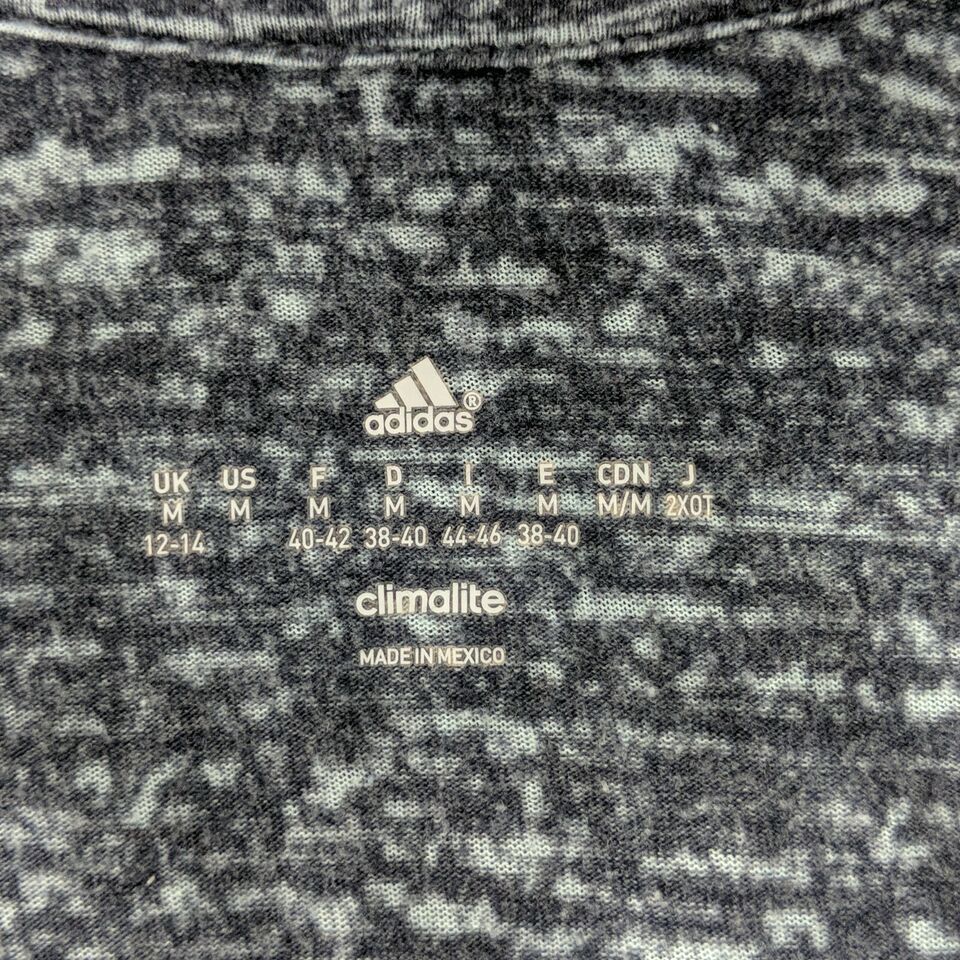 adidas®
UK US F D I E CDN J
M M M M M M M/M 2XOT
12-14 40-42 38-40 44-46 38-40
climalite
MADE IN MEXICO